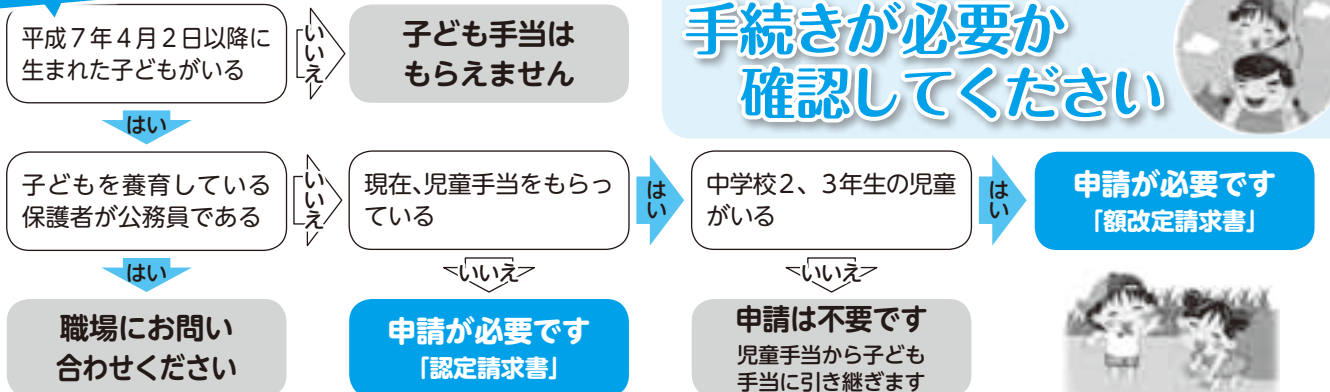 手続きが必要か
確認してください
平成7年4月2日以降に
生まれた子どもがいる
いいえ
子ども手当は
もらえません
はい
子どもを養育している
保護者が公務員である
いいえ
現在、児童手当をもらっ
ている
はい
中学校2、3年生の児童
がいる
はい
申請が必要です
「額改定請求書」
はい
いいえ
いいえ
職場にお問い
合わせください
申請が必要です
「認定請求書」
申請は不要です
児童手当から子ども
手当に引き継ぎます